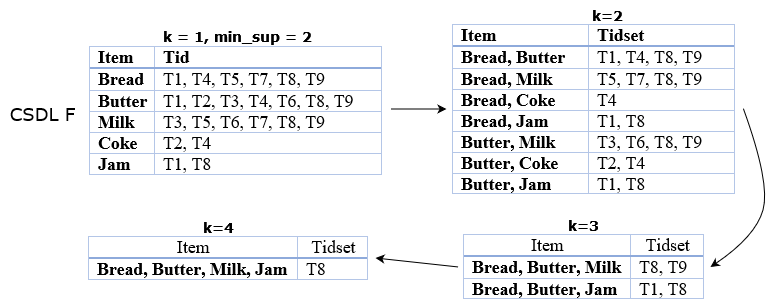 CSDL F
k = 1, min_sup = 2
Item Tid
Bread T1, T4, T5, T7, T8, T9
Butter T1, T2, T3, T4, T6, T8, T9
Milk T3, T5, T6, T7, T8, T9
Coke T2, T4
Jam T1, T8
k=2
Item Tidset
Bread, Butter T1, T4, T8, T9
Bread, Milk T5, T7, T8, T9
Bread, Coke T4
Bread, Jam T1, T8
Butter, Milk T3, T6, T8, T9
Butter, Coke T2, T4
Butter, Jam T1, T8
k=3
Item Tidset
Bread, Butter, Milk T8, T9
Bread, Butter, Jam T1, T8
k=4
Item Tidset
Bread, Butter, Milk, Jam T8